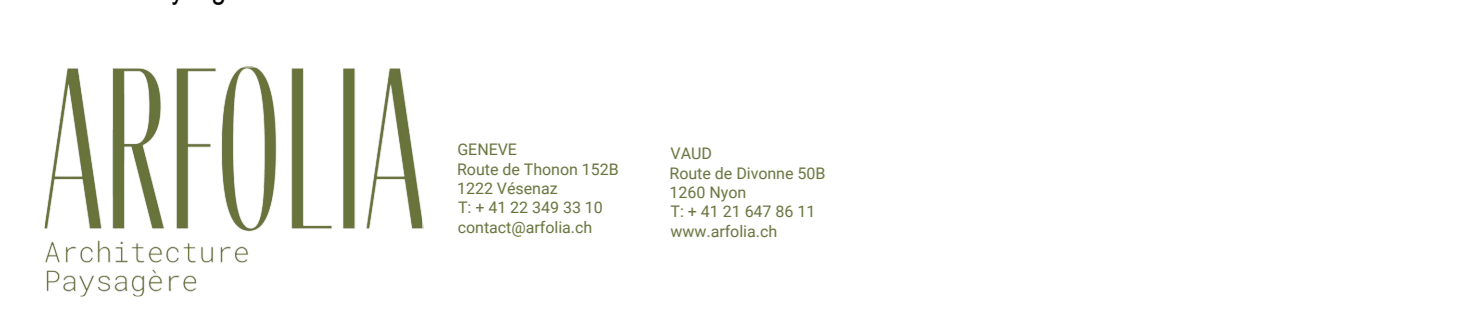 ARFOLIA
Architecture
Paysagère
GENEVE
Route de Thonon 152B
1222 Vésenaz
T: + 41 22 349 33 10
contact@arfolia.ch
VAUD
Route de Divonne 50B
1260 Nyon
T: + 41 21 647 86 11
www.arfolia.ch